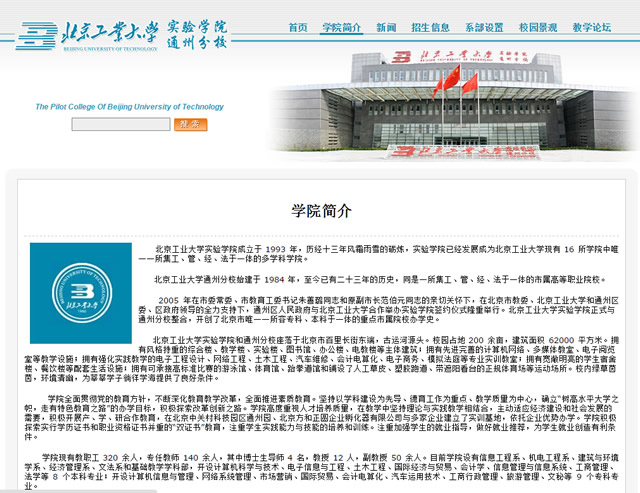 北京工业大学 实验学院
BEIJING UNIVERSITY OF TECHNOLOGY 通州分校
首页 学院简介 新闻 招生信息 系部设置 校园景观 教学论坛
The Pilot College Of Beijing University of Technology
搜 索
学院简介
北京工业大学实验学院成立于 1993 年，历经十三年风霜雨雪的砺炼，实验学院已经发展成为北京工业大学现有 16 所学院中唯
一一所集工、管、经、法于一体的多学科学院。
北京工业大学通州分校始建于 1984 年，至今已有二十三年的历史，同是一所集工、管、经、法于一体的市属高等职业院校。
2005 年在市委常委、市教育工委书记朱善璐同志和原副市长范伯元同志的亲切关怀下，在北京市教委、北京工业大学和通州区
委、区政府领导的全力支持下，通州区人民政府与北京工业大学合作举办实验学院签约仪式隆重举行。北京工业大学实验学院正式与
通州分校整合，开创了北京市唯一一所容专科、本科于一体的重点市属院校办学史。
北京工业大学实验学院和通州分校座落于北京市百里长街东端，古运河源头。校园占地 200 余亩，建筑面积 62000 平方米。拥
有风格持重的综合楼、教学楼、实验楼、图书馆、办公楼、电教楼等主体建筑；拥有先进完善的计算机网络、多媒体教室、电子阅览
室等教学设施；拥有强化实践教学的电子工程设计、网络工程、土木工程、汽车维修、会计电算化、电子商务、模拟法庭等专业实训教室；拥有宽敞明亮的学生宿舍
楼、餐饮楼等配套生活设施；拥有可承接高标准比赛的游泳馆、体育馆、跆拳道馆和铺设了人工草皮、塑胶跑道、带遮阳看台的正规体育场等运动场所。校内绿草茵
茵，环境清幽，为莘莘学子徜徉学海提供了良好条件。
学院全面贯彻党的教育方针，不断深化教育教学改革，全面推进素质教育。坚持以学科建设为先导、德育工作为重点、教学质量为中心，确立“树高水平大学之
帜，走有特色教育之路”的办学目标，积极探索改革创新之路。学院高度重视人才培养质量，在教学中坚持理论与实践教学相结合，主动适应经济建设和社会发展的
需要，积极开展产、学、研合作教育，在北京中关村科技园区通州园、北京方和正圆企业孵化器有限公司与多家企业建立了实训基地，依托企业优势办学。学院积极
探索实行学历证书和职业资格证书并重的“双证书”教育，注重学生实践能力与技能的培养和训练。注重加强学生的就业指导，做好就业推荐，为学生就业创造有利条
件。
学院现有教职工 320 余人，专任教师 140 余人，其中博士生导师 4 名，教授 12 人，副教授 50 余人。目前学院设有信息工程系、机电工程系、建筑与环境
学系、经济管理系、文法系和基础教学学科部，开设计算机科学与技术、电子信息与工程、土木工程、国际经济与贸易、会计学、信息管理与信息系统、工商管理、
法学等 8 个本科专业；开设计算机信息与管理、网络系统管理、市场营销、国际贸易、会计电算化、汽车运用技术、工商行政管理、旅游管理、文秘等 9 个专科专
业。